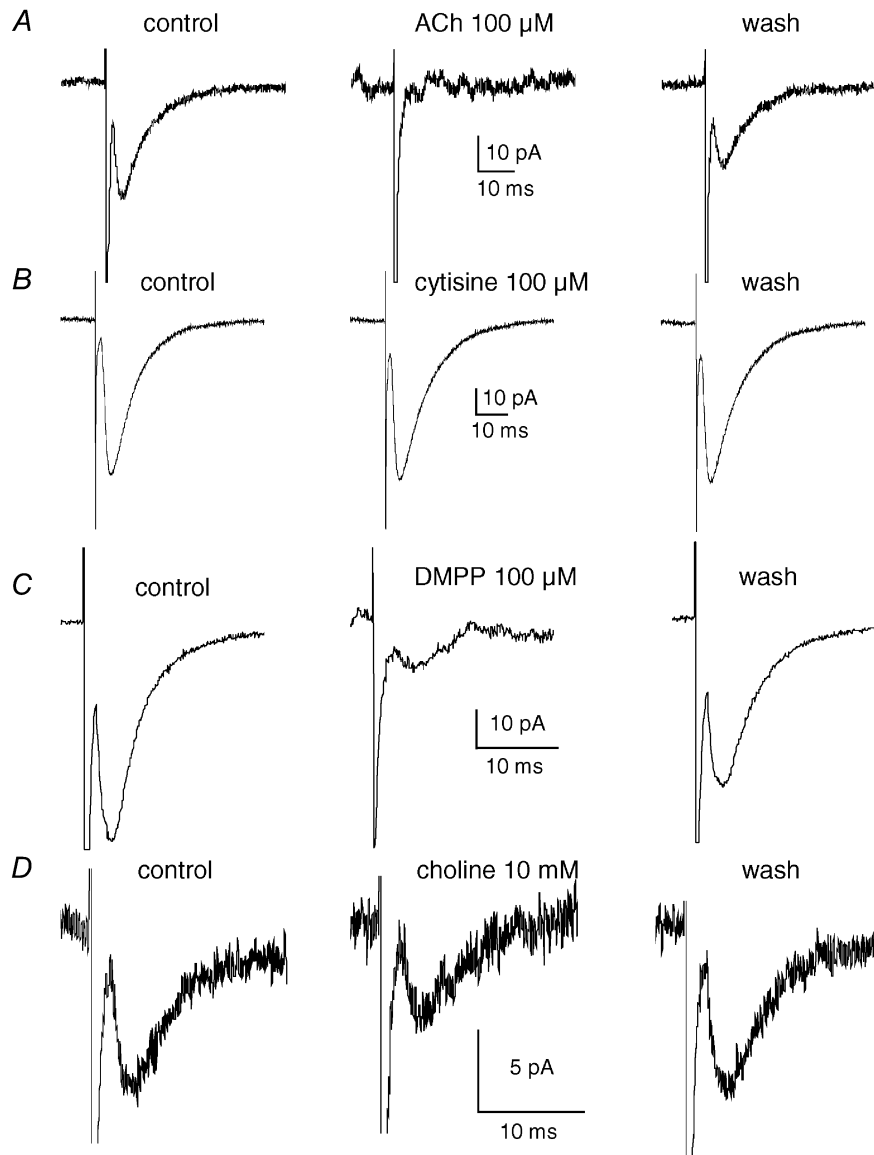 A control ACh 100 µM wash
10 pA
10 ms
B control cytisine 100 µM wash
10 pA
10 ms
C control DMPP 100 µM wash
10 pA
10 ms
D control choline 10 mM wash
5 pA
10 ms